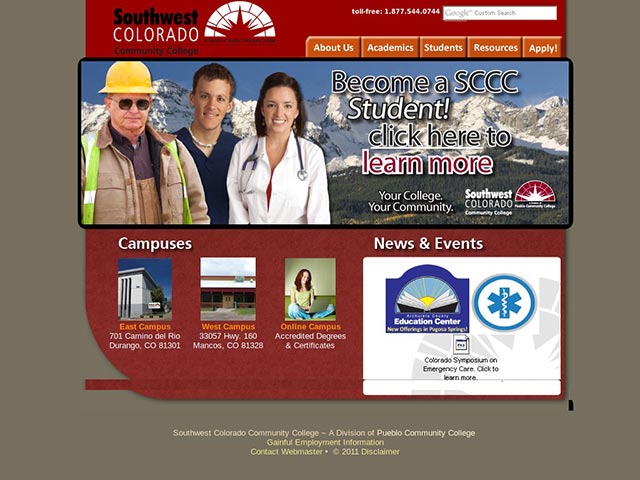 Southwest
COLORADO
Community College
toll-free: 1.877.544.0744
Google™ Custom Search
About Us
Academics
Students
Resources
Apply!
Become a SCCC
Student!
click here to
learn more
Your College.
Your Community.
Southwest
COLORADO
Community College
Pueblo Community College
Campuses
East Campus
701 Camino del Rio
Durango, CO 81301
West Campus
33057 Hwy. 160
Mancos, CO 81328
Online Campus
Accredited Degrees
& Certificates
News & Events
Archuleta County
Education Center
New Offerings in Pagosa Springs!
Colorado Symposium on
Emergency Care. Click to
learn more.
Southwest Colorado Community College ~ A Division of Pueblo Community College
Gainful Employment Information
Contact Webmaster • © 2011 Disclaimer